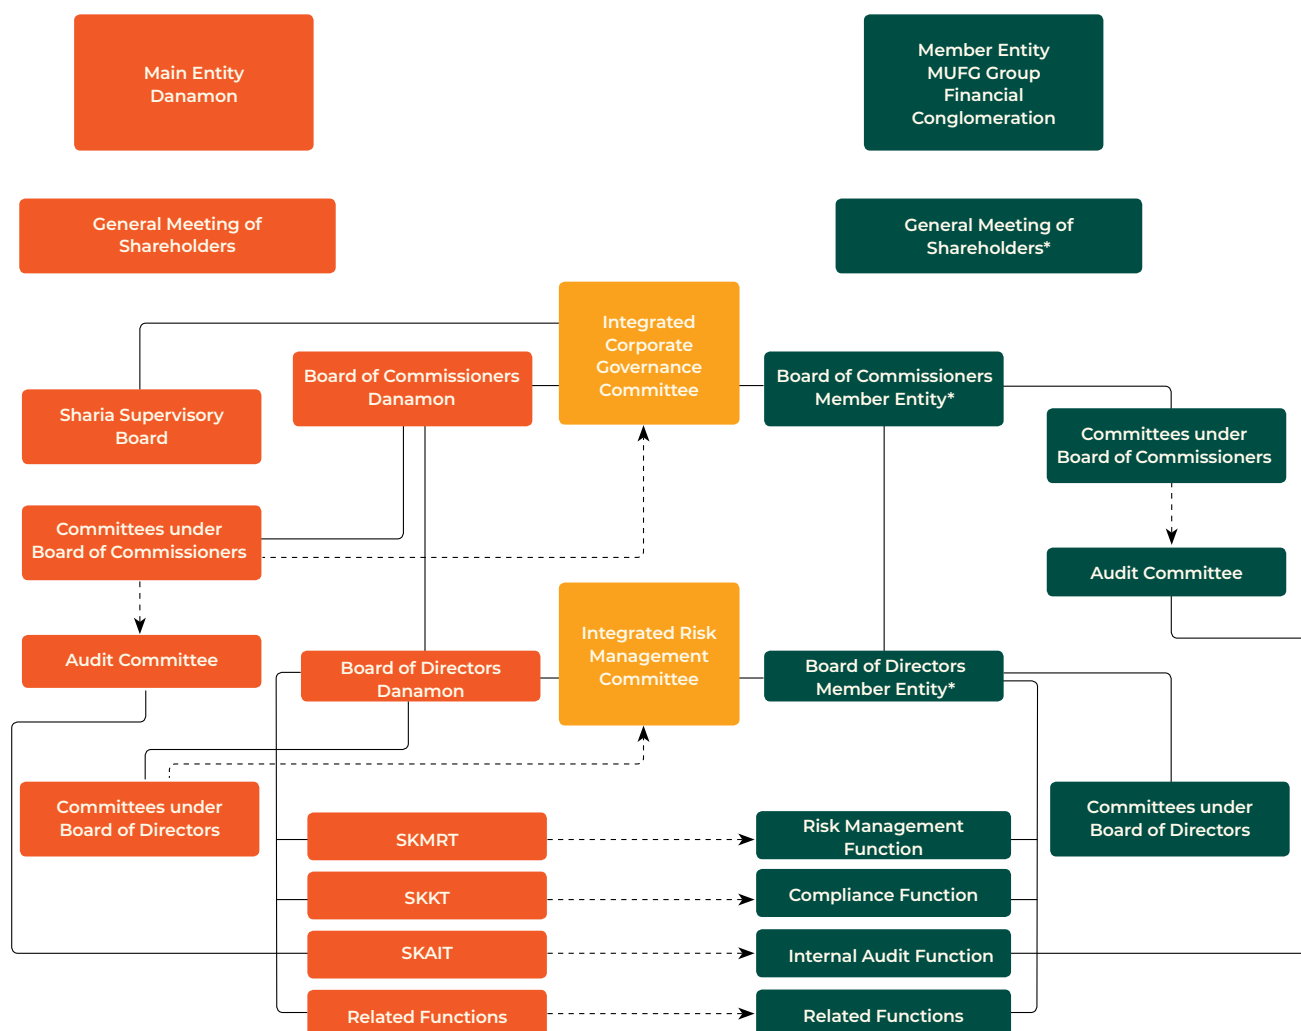 Main Entity
Danamon
Member Entity
MUFG Group
Financial
Conglomeration
General Meeting of
Shareholders
General Meeting of
Shareholders*
Integrated
Corporate
Governance
Committee
Board of Commissioners
Danamon
Board of Commissioners
Member Entity*
Sharia Supervisory
Board
Committees under
Board of Commissioners
Committees under
Board of Commissioners
Audit Committee
Integrated Risk
Management
Committee
Audit Committee
Board of Directors
Danamon
Board of Directors
Member Entity*
Committees under
Board of Directors
Committees under
Board of Directors
SKMRT
Risk Management
Function
SKKT
Compliance Function
SKAIT
Internal Audit Function
Related Functions
Related Functions